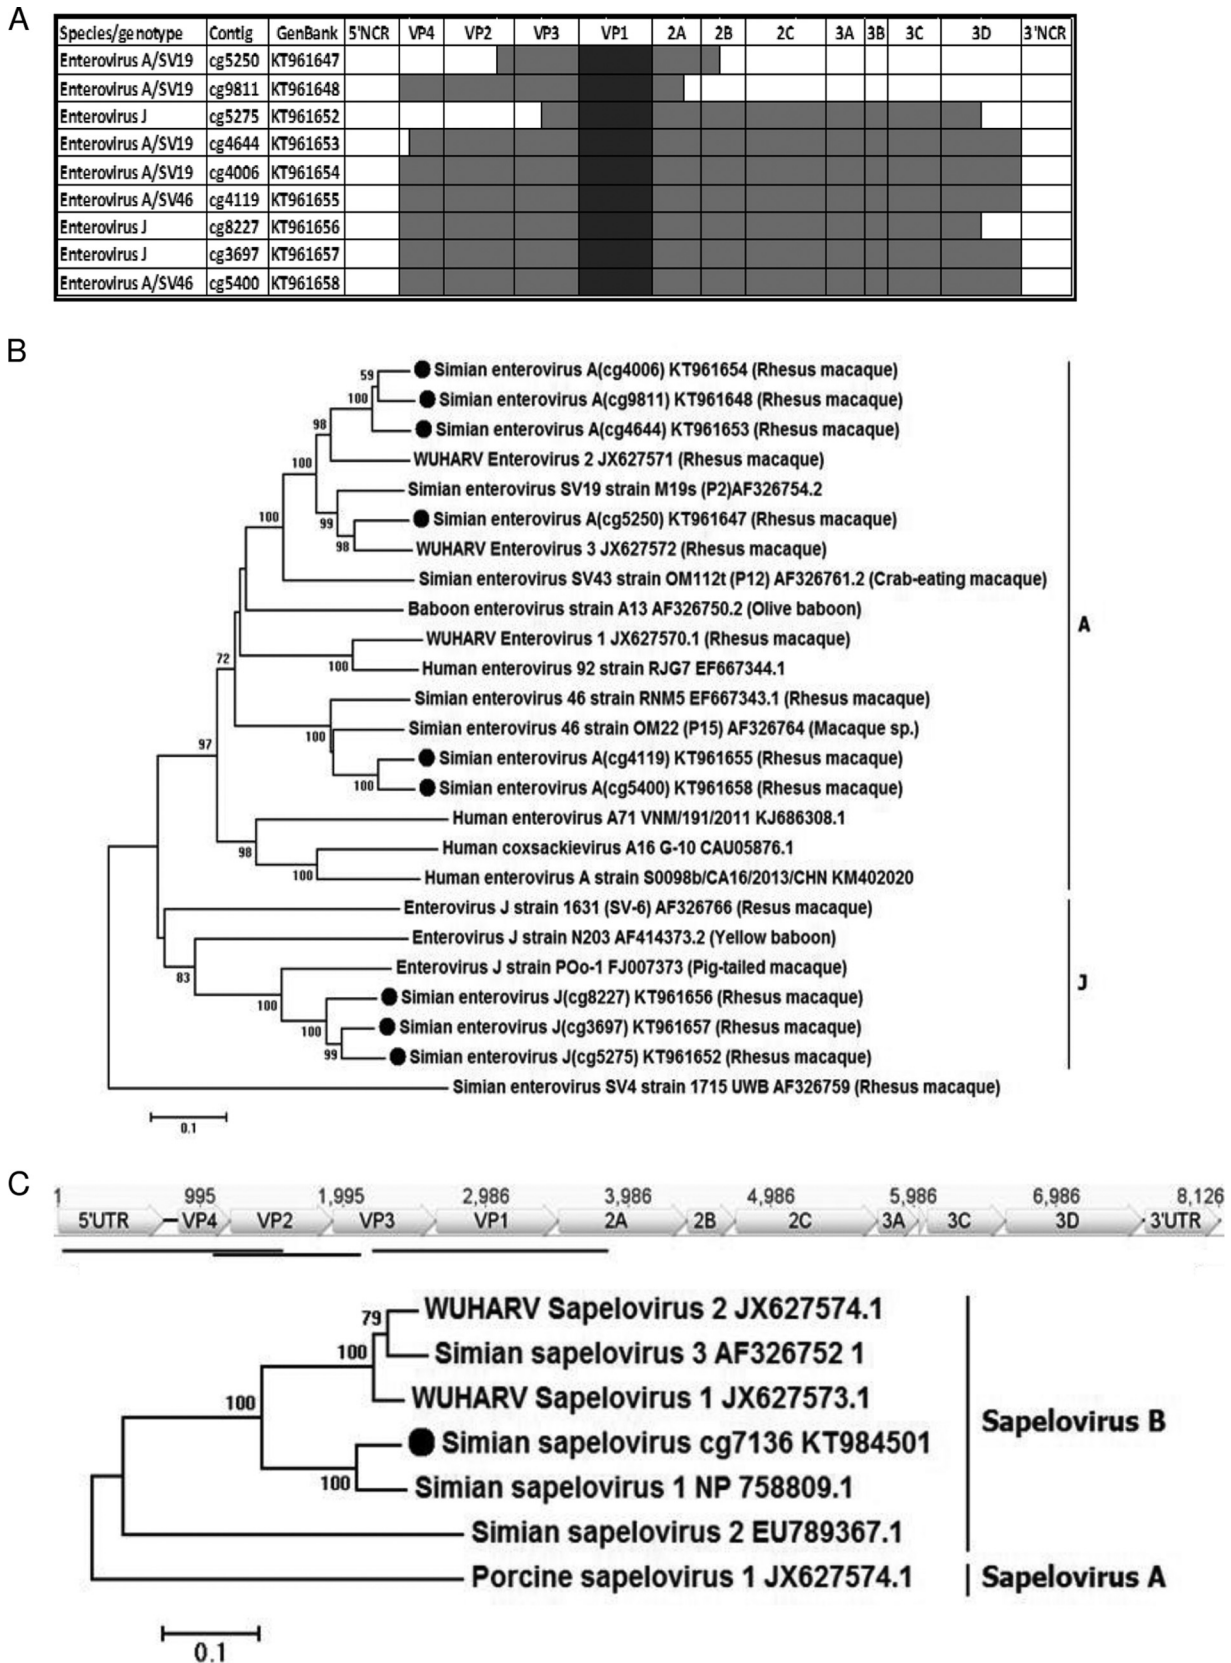 A
Species/genotype Contig GenBank 5'NCR VP4 VP2 VP3 VP1 2A 2B 2C 3A 3B 3C 3D 3'NCR
Enterovirus A/SV19 cg5250 KT961647
Enterovirus A/SV19 cg9811 KT961648
Enterovirus J cg5275 KT961652
Enterovirus A/SV19 cg4644 KT961653
Enterovirus A/SV19 cg4006 KT961654
Enterovirus A/SV46 cg4119 KT961655
Enterovirus J cg8227 KT961656
Enterovirus J cg3697 KT961657
Enterovirus A/SV46 cg5400 KT961658
B
59 Simian enterovirus A(cg4006) KT961654 (Rhesus macaque)
100 Simian enterovirus A(cg9811) KT961648 (Rhesus macaque)
98 Simian enterovirus A(cg4644) KT961653 (Rhesus macaque)
100 WUHARV Enterovirus 2 JX627571 (Rhesus macaque)
Simian enterovirus SV19 strain M19s (P2)AF326754.2
100 99 Simian enterovirus A(cg5250) KT961647 (Rhesus macaque)
98 WUHARV Enterovirus 3 JX627572 (Rhesus macaque)
Simian enterovirus SV43 strain OM112t (P12) AF326761.2 (Crab-eating macaque)
Baboon enterovirus strain A13 AF326750.2 (Olive baboon)
A
WUHARV Enterovirus 1 JX627570.1 (Rhesus macaque)
72 100 Human enterovirus 92 strain RJG7 EF667344.1
Simian enterovirus 46 strain RNM5 EF667343.1 (Rhesus macaque)
100 Simian enterovirus 46 strain OM22 (P15) AF326764 (Macaque sp.)
97 Simian enterovirus A(cg4119) KT961655 (Rhesus macaque)
100 Simian enterovirus A(cg5400) KT961658 (Rhesus macaque)
Human enterovirus A71 VNM/191/2011 KJ686308.1
98 Human coxsackievirus A16 G-10 CAU05876.1
100 Human enterovirus A strain S0098b/CA16/2013/CHN KM402020
Enterovirus J strain 1631 (SV-6) AF326766 (Resus macaque)
Enterovirus J strain N203 AF414373.2 (Yellow baboon)
83 Enterovirus J strain POo-1 FJ007373 (Pig-tailed macaque)
J
100 Simian enterovirus J(cg8227) KT961656 (Rhesus macaque)
100 Simian enterovirus J(cg3697) KT961657 (Rhesus macaque)
99 Simian enterovirus J(cg5275) KT961652 (Rhesus macaque)
Simian enterovirus SV4 strain 1715 UWB AF326759 (Rhesus macaque)
0.1
C
1 995 1,995 2,986 3,986 4,986 5,986 6,986 8,126
5'UTR VP4 VP2 VP3 VP1 2A 2B 2C 3A 3C 3D 3'UTR
79 WUHARV Sapelovirus 2 JX627574.1
100 Simian sapelovirus 3 AF326752 1
100 WUHARV Sapelovirus 1 JX627573.1
Sapelovirus B
Simian sapelovirus cg7136 KT984501
100 Simian sapelovirus 1 NP 758809.1
Simian sapelovirus 2 EU789367.1
Porcine sapelovirus 1 JX627574.1 Sapelovirus A
0.1